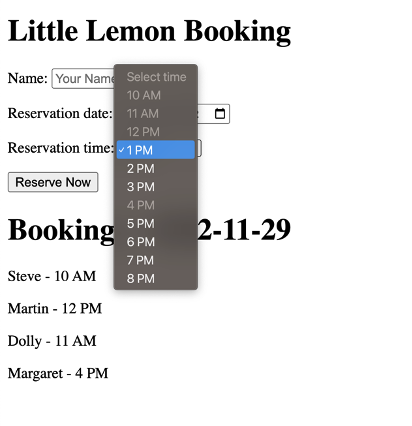 Little Lemon Booking
Name: Your Name
Reservation date:
Reservation time:
Select time
10 AM
11 AM
12 PM
✓ 1 PM
2 PM
3 PM
4 PM
5 PM
6 PM
7 PM
8 PM
Reserve Now
Booking 2-11-29
Steve - 10 AM
Martin - 12 PM
Dolly - 11 AM
Margaret - 4 PM